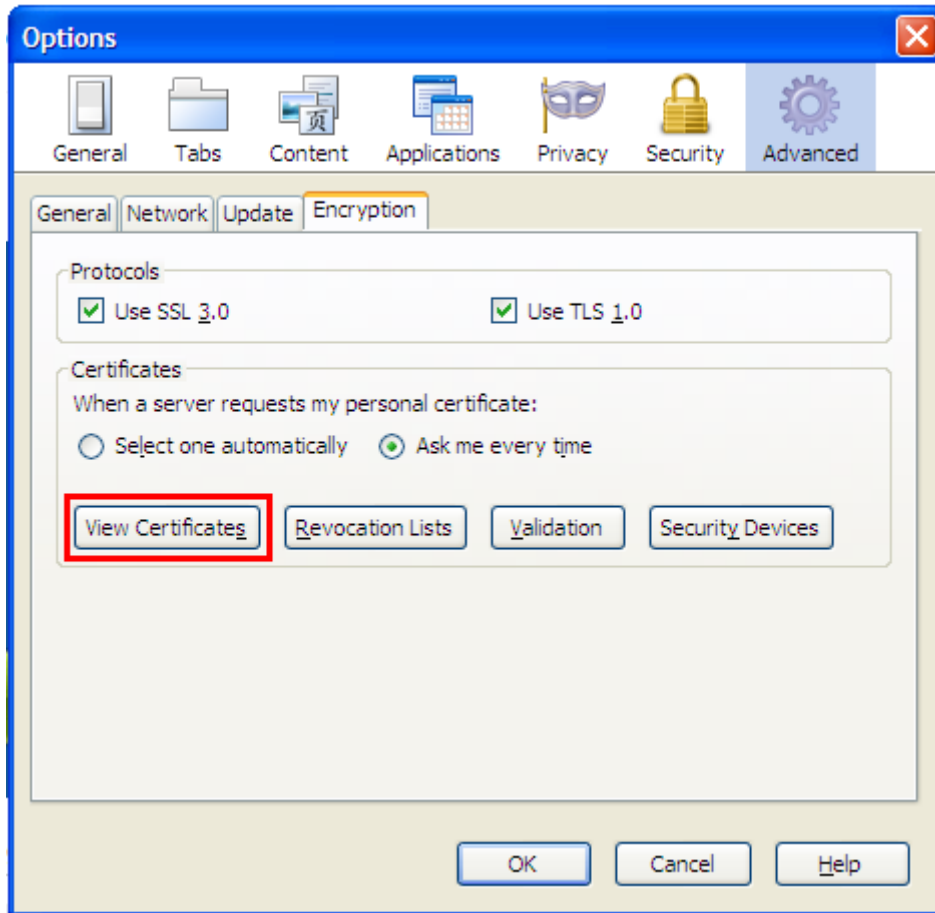 Options
General Tabs Content Applications Privacy Security Advanced
General Network Update Encryption
Protocols
Use SSL 3.0 Use TLS 1.0
Certificates
When a server requests my personal certificate:
Select one automatically Ask me every time
View Certificates Revocation Lists Validation Security Devices
OK Cancel Help
页